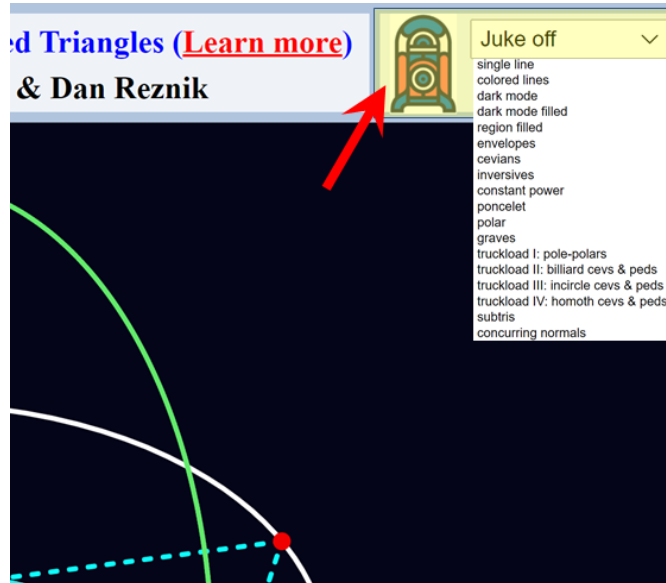 ed Triangles (Learn more)
& Dan Reznik
Juke off
single line
colored lines
dark mode
dark mode filled
region filled
envelopes
cevians
inversives
constant power
poncelet
polar
graves
truckload I: pole-polars
truckload II: billiard cevs & peds
truckload III: incircle cevs & peds
truckload IV: homoth cevs & peds
subtris
concurring normals